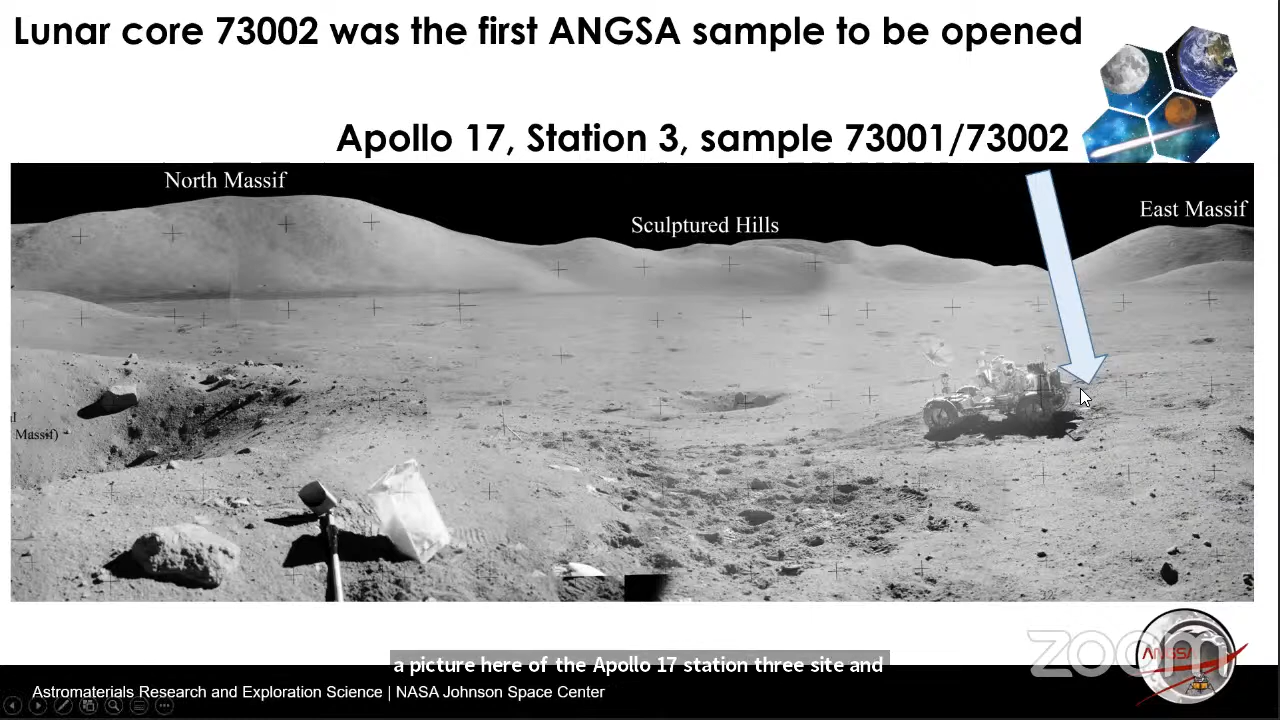 Lunar core 73002 was the first ANGSA sample to be opened
Apollo 17, Station 3, sample 73001/73002
North Massif
Sculptured Hills
East Massif
Massif)
zoom
ANGSA
a picture here of the Apollo 17 station three site and
Astromaterials Research and Exploration Science | NASA Johnson Space Center